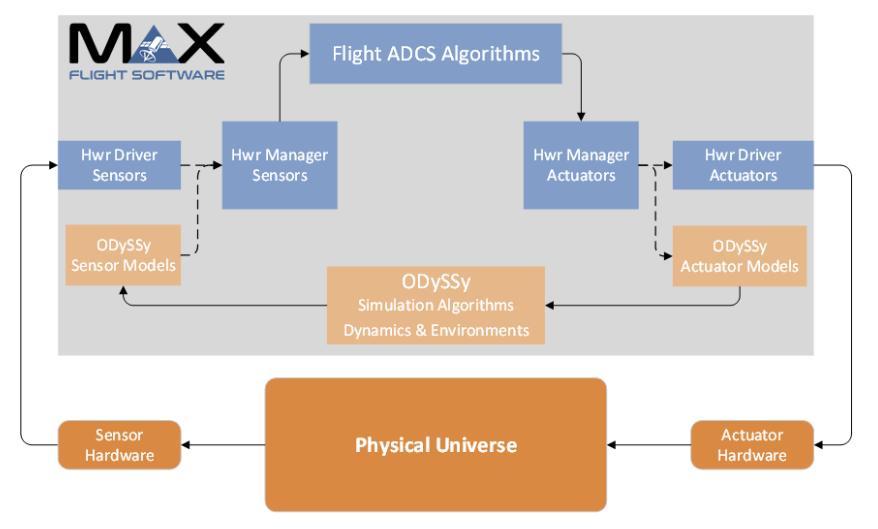 MAX
FLIGHT SOFTWARE
Flight ADCS Algorithms
Hwr Driver
Sensors
Hwr Manager
Sensors
Hwr Manager
Actuators
Hwr Driver
Actuators
ODySSy
Sensor Models
ODySSy
Simulation Algorithms
Dynamics & Environments
ODySSy
Actuator Models
Sensor
Hardware
Physical Universe
Actuator
Hardware